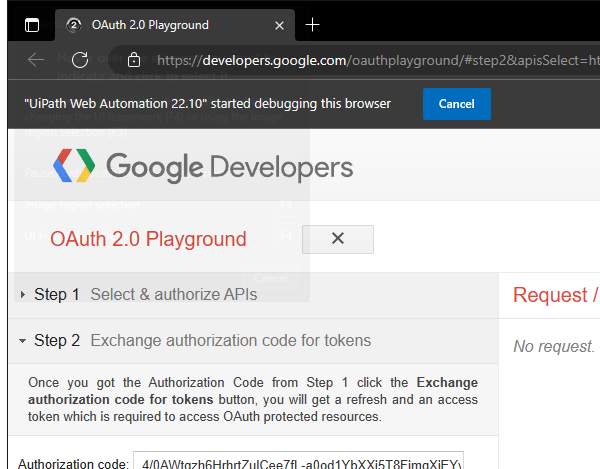 OAuth 2.0 Playground
https://developers.google.com/oauthplayground/#step2&apisSelect=ht
"UiPath Web Automation 22.10" started debugging this browser
Cancel
Google Developers
OAuth 2.0 Playground
Step 1 Select & authorize APIs
Step 2 Exchange authorization code for tokens
Once you got the Authorization Code from Step 1 click the Exchange
authorization code for tokens button, you will get a refresh and an access
token which is required to access OAuth protected resources.
Authorization code:
Request /
No request.